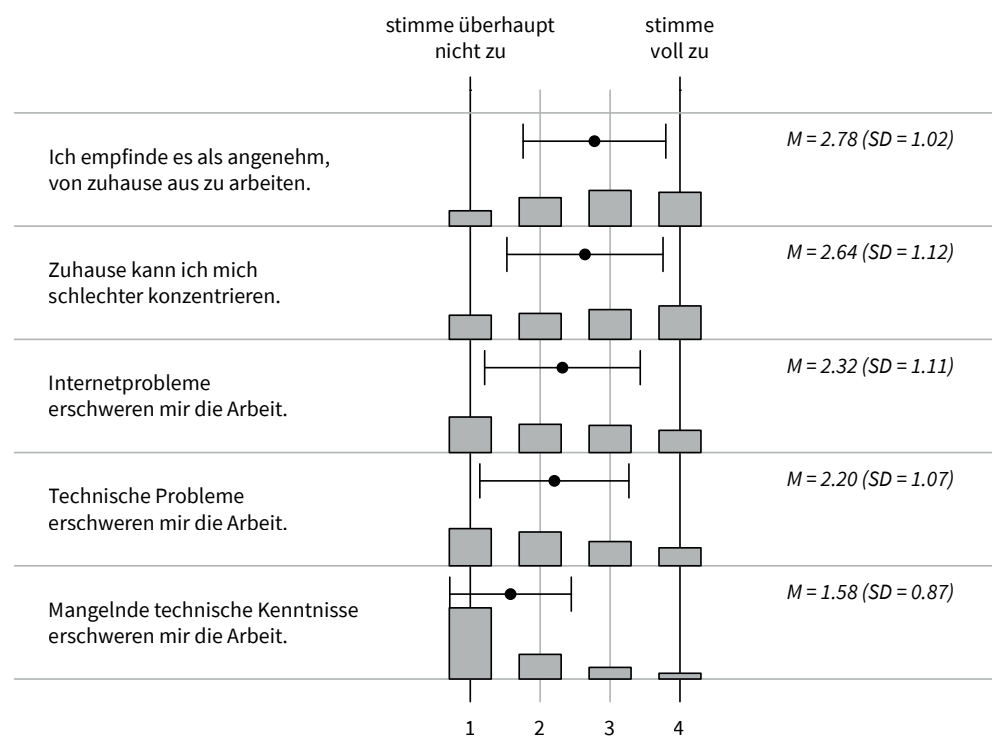 stimme überhaupt
nicht zu
stimme
voll zu
Ich empfinde es als angenehm,
von zuhause aus zu arbeiten.
M = 2.78 (SD = 1.02)
Zuhause kann ich mich
schlechter konzentrieren.
M = 2.64 (SD = 1.12)
Internetprobleme
erschweren mir die Arbeit.
M = 2.32 (SD = 1.11)
Technische Probleme
erschweren mir die Arbeit.
M = 2.20 (SD = 1.07)
Mangelnde technische Kenntnisse
erschweren mir die Arbeit.
M = 1.58 (SD = 0.87)
1 2 3 4